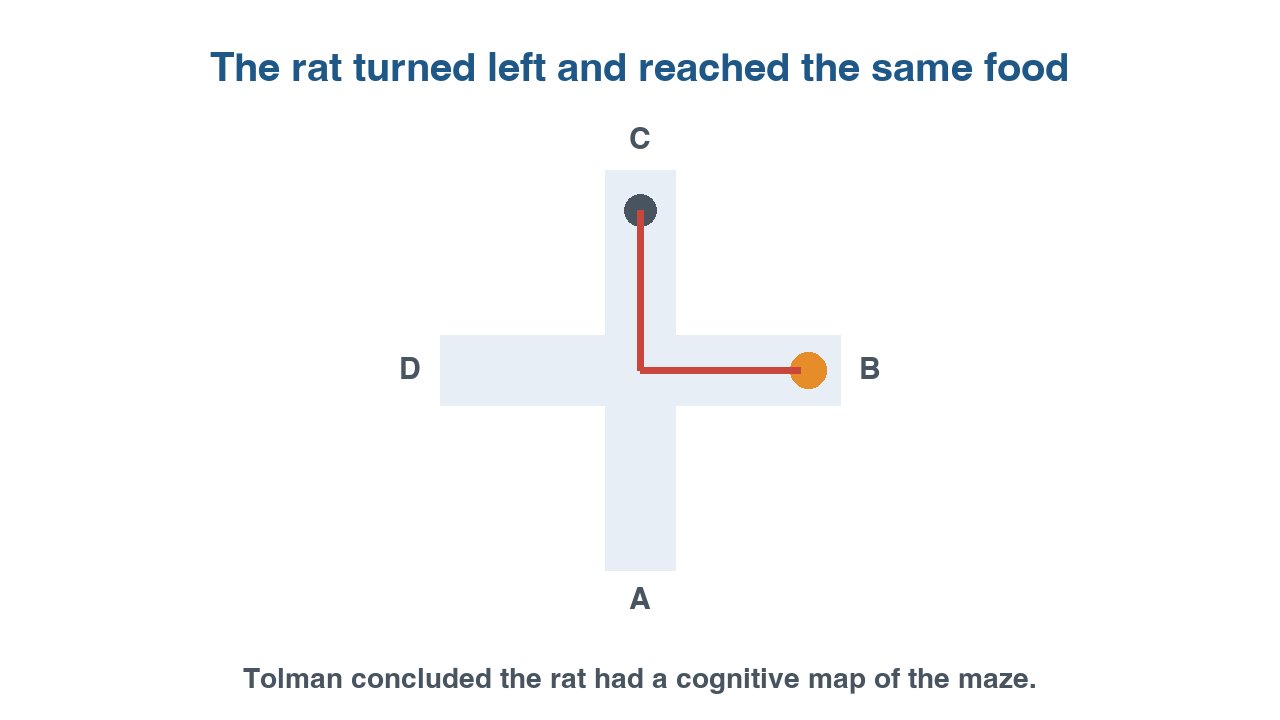 The rat turned left and reached the same food
C
D
B
A
Tolman concluded the rat had a cognitive map of the maze.